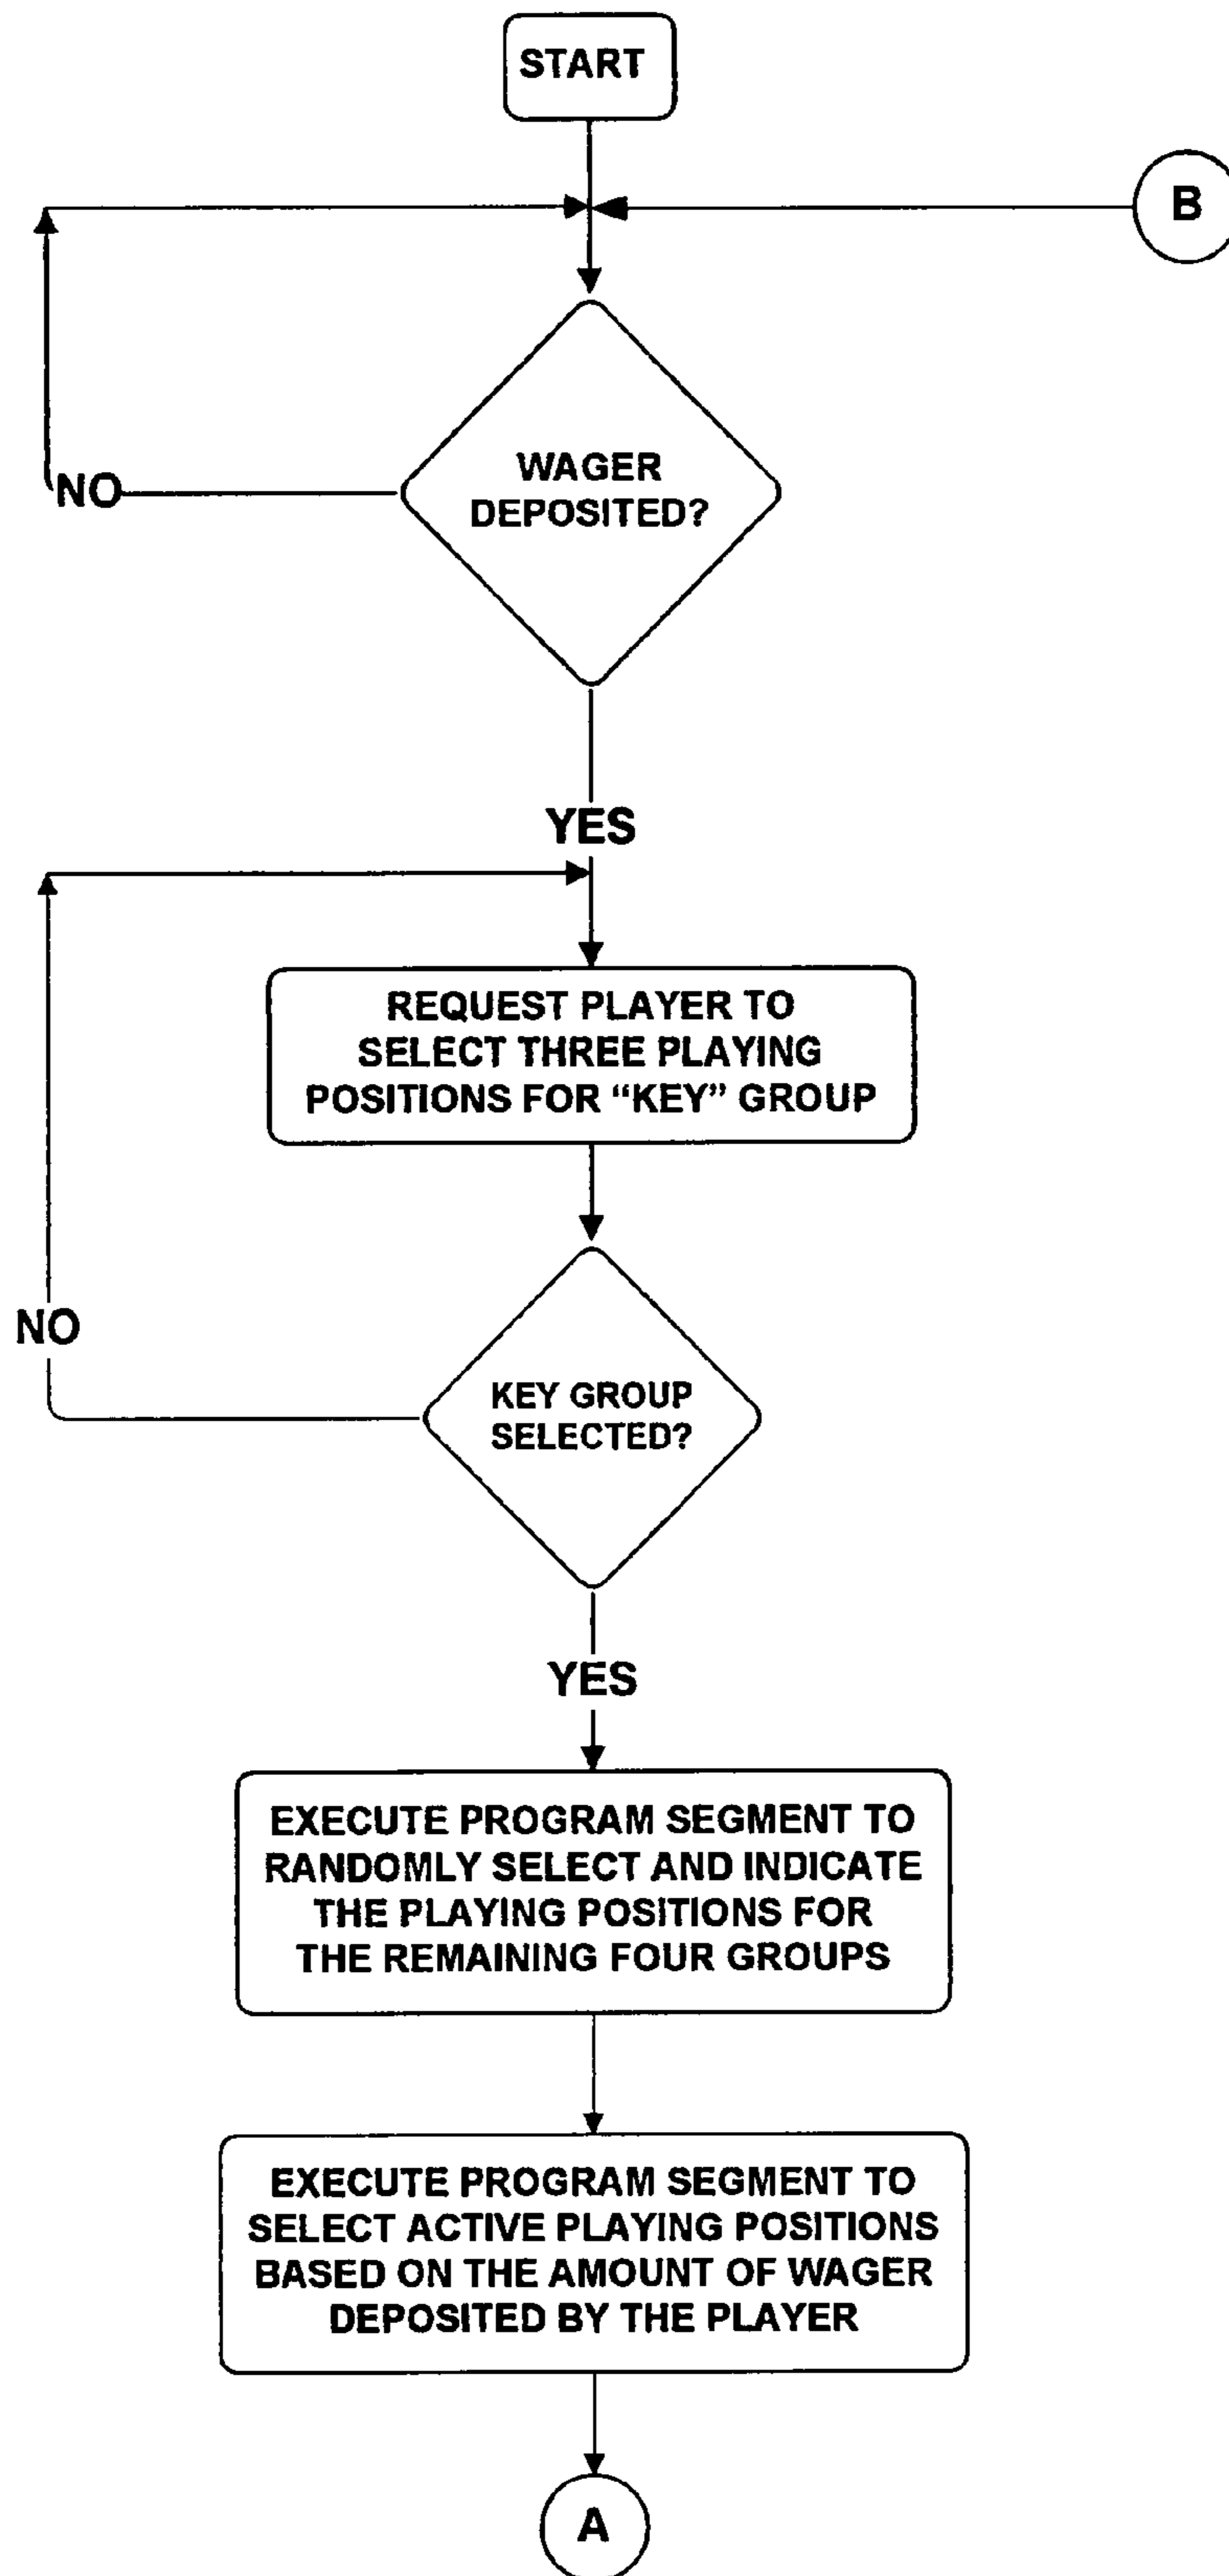 START
B
WAGER
DEPOSITED?
NO
YES
REQUEST PLAYER TO
SELECT THREE PLAYING
POSITIONS FOR “KEY” GROUP
NO
KEY GROUP
SELECTED?
YES
EXECUTE PROGRAM SEGMENT TO
RANDOMLY SELECT AND INDICATE
THE PLAYING POSITIONS FOR
THE REMAINING FOUR GROUPS
EXECUTE PROGRAM SEGMENT TO
SELECT ACTIVE PLAYING POSITIONS
BASED ON THE AMOUNT OF WAGER
DEPOSITED BY THE PLAYER
A